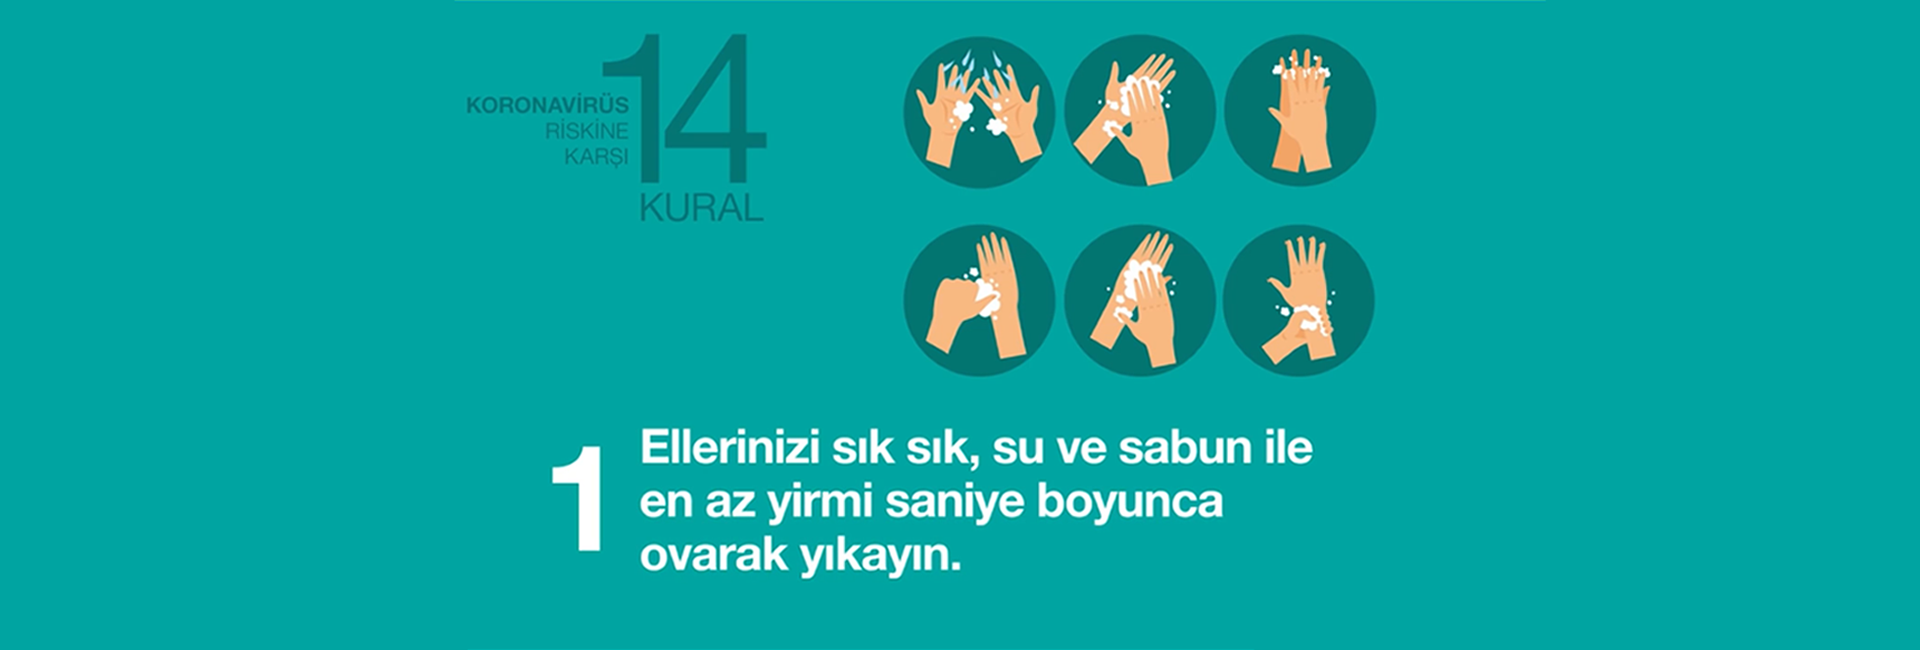 KORONAVİRÜS
RİSKİNE
KARŞI
14
KURAL
1
Ellerinizi sık sık, su ve sabun ile
en az yirmi saniye boyunca
ovarak yıkayın.